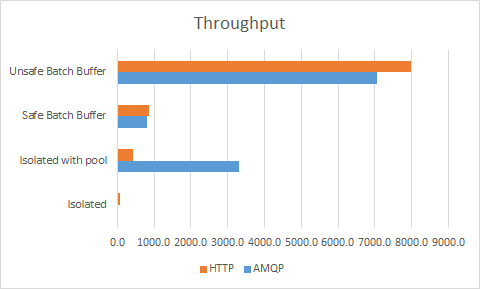 Throughput
Unsafe Batch Buffer
Safe Batch Buffer
Isolated with pool
Isolated
0.0 1000.0 2000.0 3000.0 4000.0 5000.0 6000.0 7000.0 8000.0 9000.0
HTTP AMQP